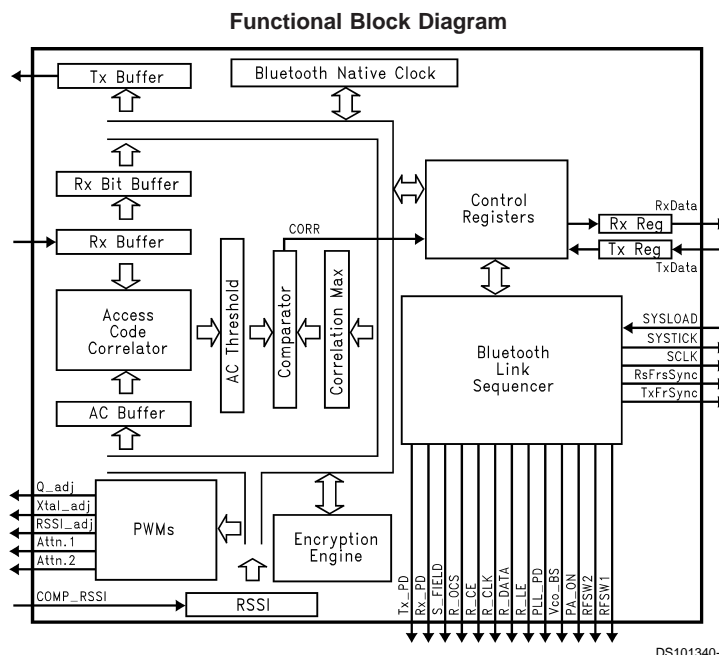 Functional Block Diagram
Tx Buffer
Bluetooth Native Clock
Rx Bit Buffer
Rx Buffer
Access
Code
Correlator
AC Buffer
AC Threshold
Comparator
Correlation Max
CORR
Control
Registers
RxData
Rx Reg
Tx Reg
TxData
Bluetooth
Link
Sequencer
SYSLOAD
SYSTICK
SCLK
RsFrsSync
TxFrSync
Q_adj
Xtal_adj
RSSI_adj
Attn.1
Attn.2
PWMs
Encryption
Engine
COMP_RSSI
RSSI
Tx_PD
Rx_PD
S_FIELD
R_OCS
R_CE
R_CLK
R_DATA
R_LE
PLL_PD
Vco_BS
PA_ON
RFSW2
RFSW1
DS101340-